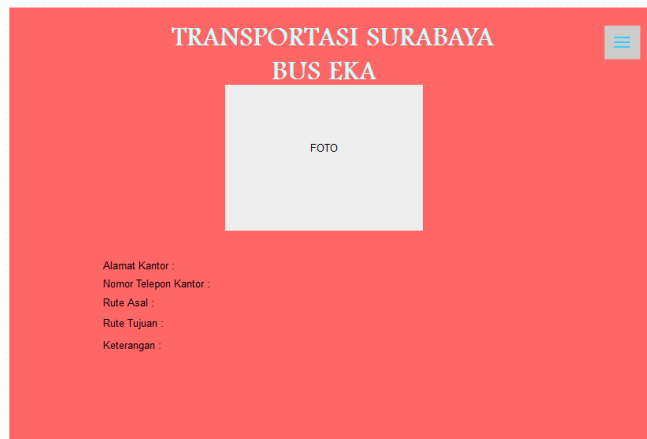 TRANSPORTASI SURABAYA
BUS EKA
FOTO
Alamat Kantor :
Nomor Telepon Kantor :
Rute Asal :
Rute Tujuan :
Keterangan :